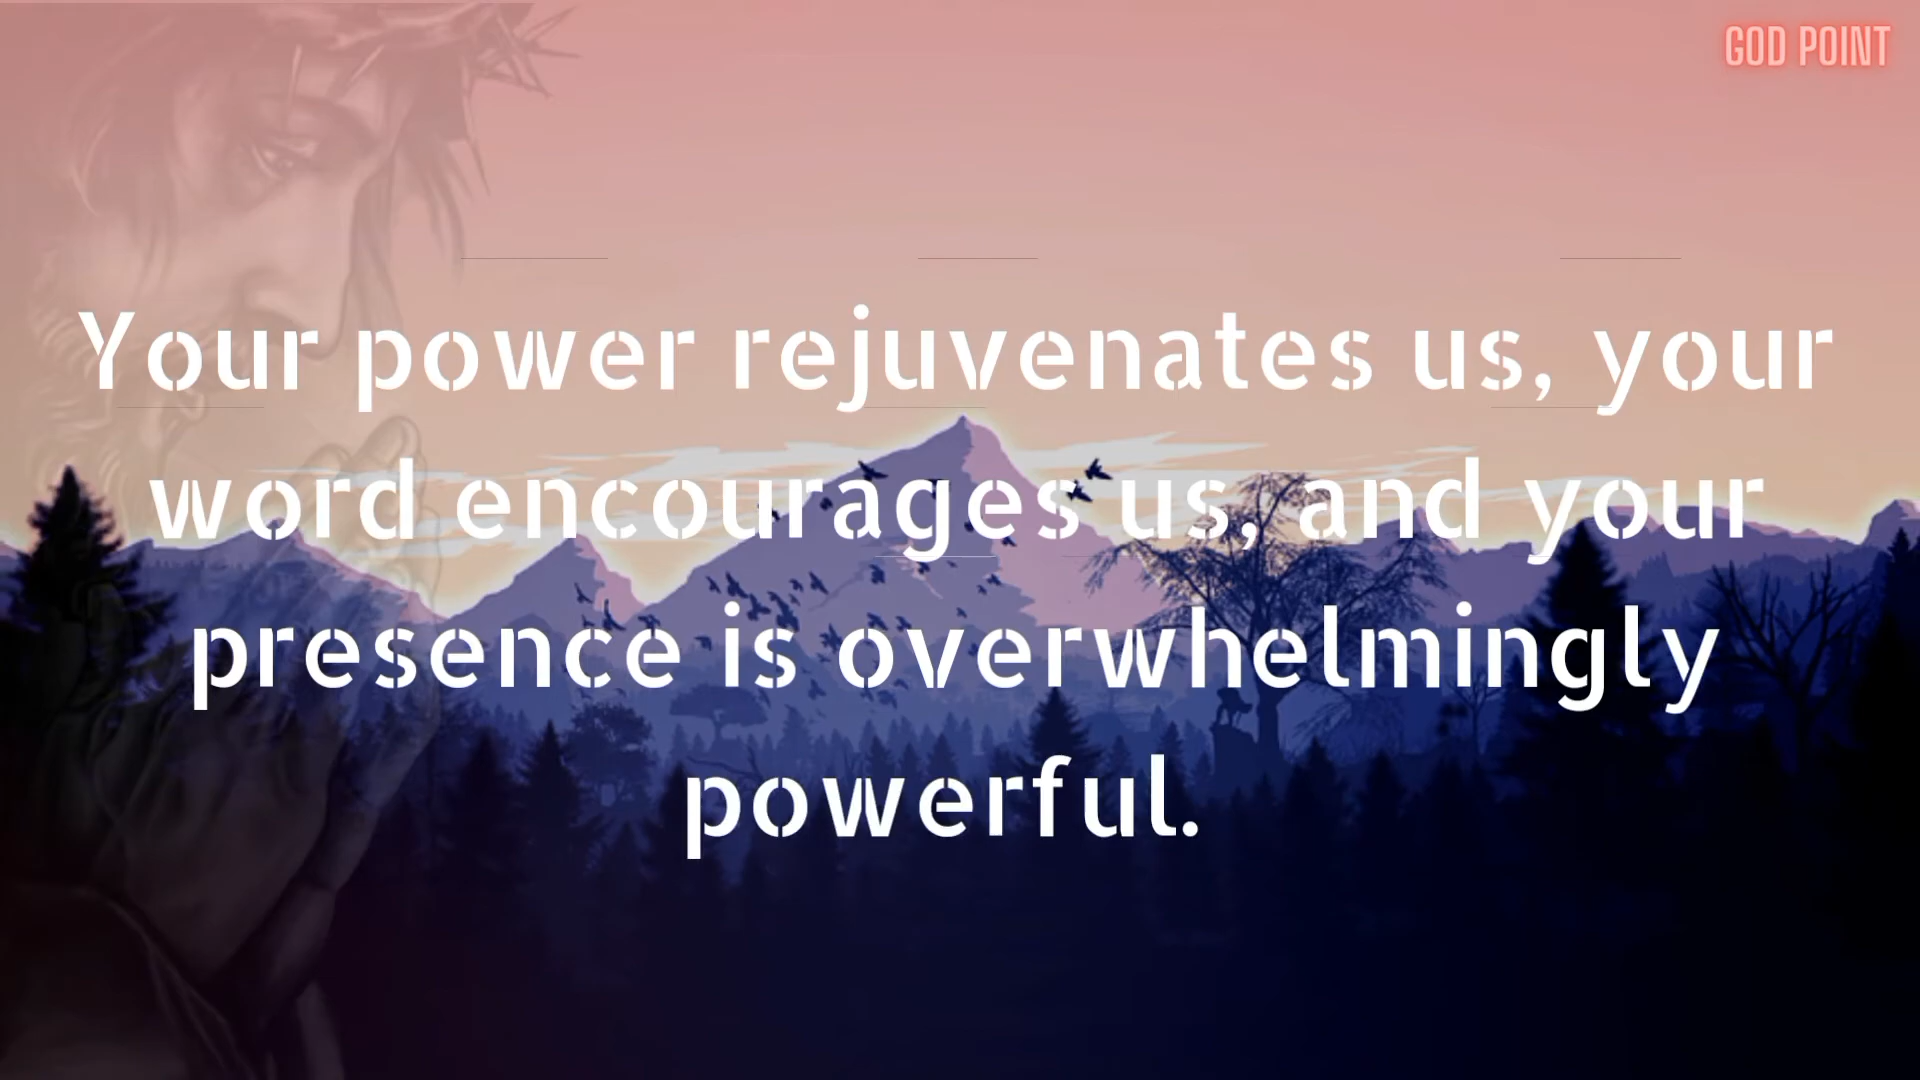 GOD POINT
Your power rejuvenates us, your
word encourages us, and your
presence is overwhelmingly
powerful.